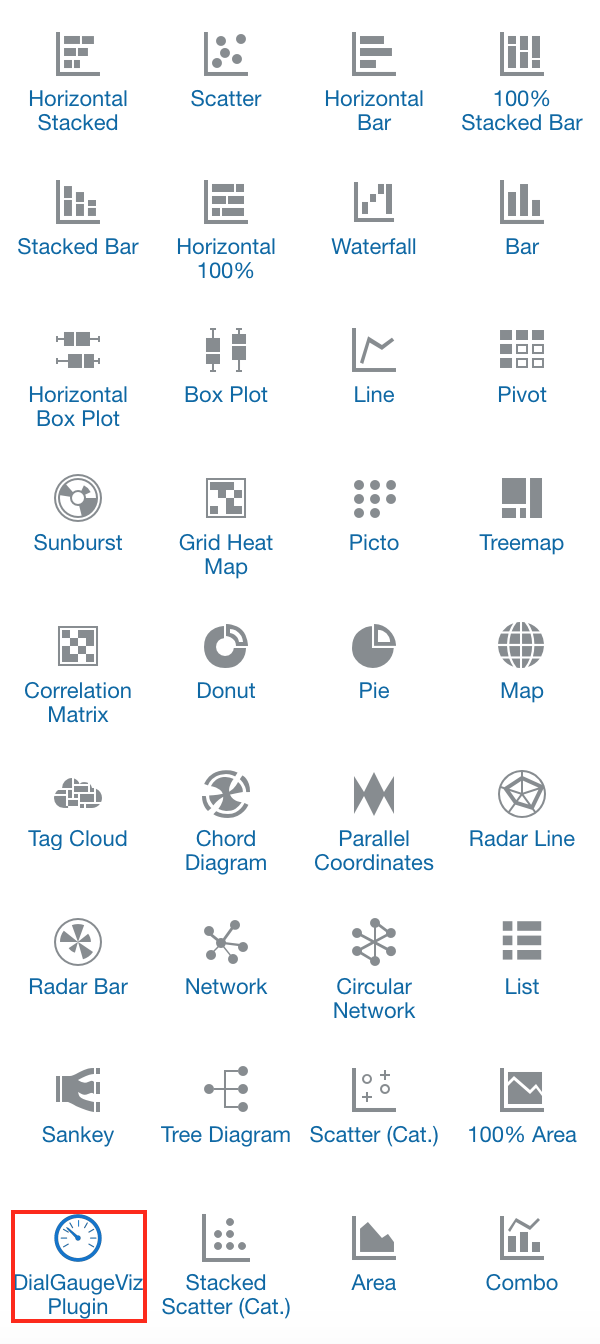 Horizontal
Stacked
Scatter
Horizontal
Bar
100%
Stacked Bar
Stacked Bar
Horizontal
100%
Waterfall
Bar
Horizontal
Box Plot
Box Plot
Line
Pivot
Sunburst
Grid Heat
Map
Picto
Treemap
Correlation
Matrix
Donut
Pie
Map
Tag Cloud
Chord
Diagram
Parallel
Coordinates
Radar Line
Radar Bar
Network
Circular
Network
List
Sankey
Tree Diagram
Scatter (Cat.)
100% Area
DialGaugeViz
Plugin
Stacked
Scatter (Cat.)
Area
Combo